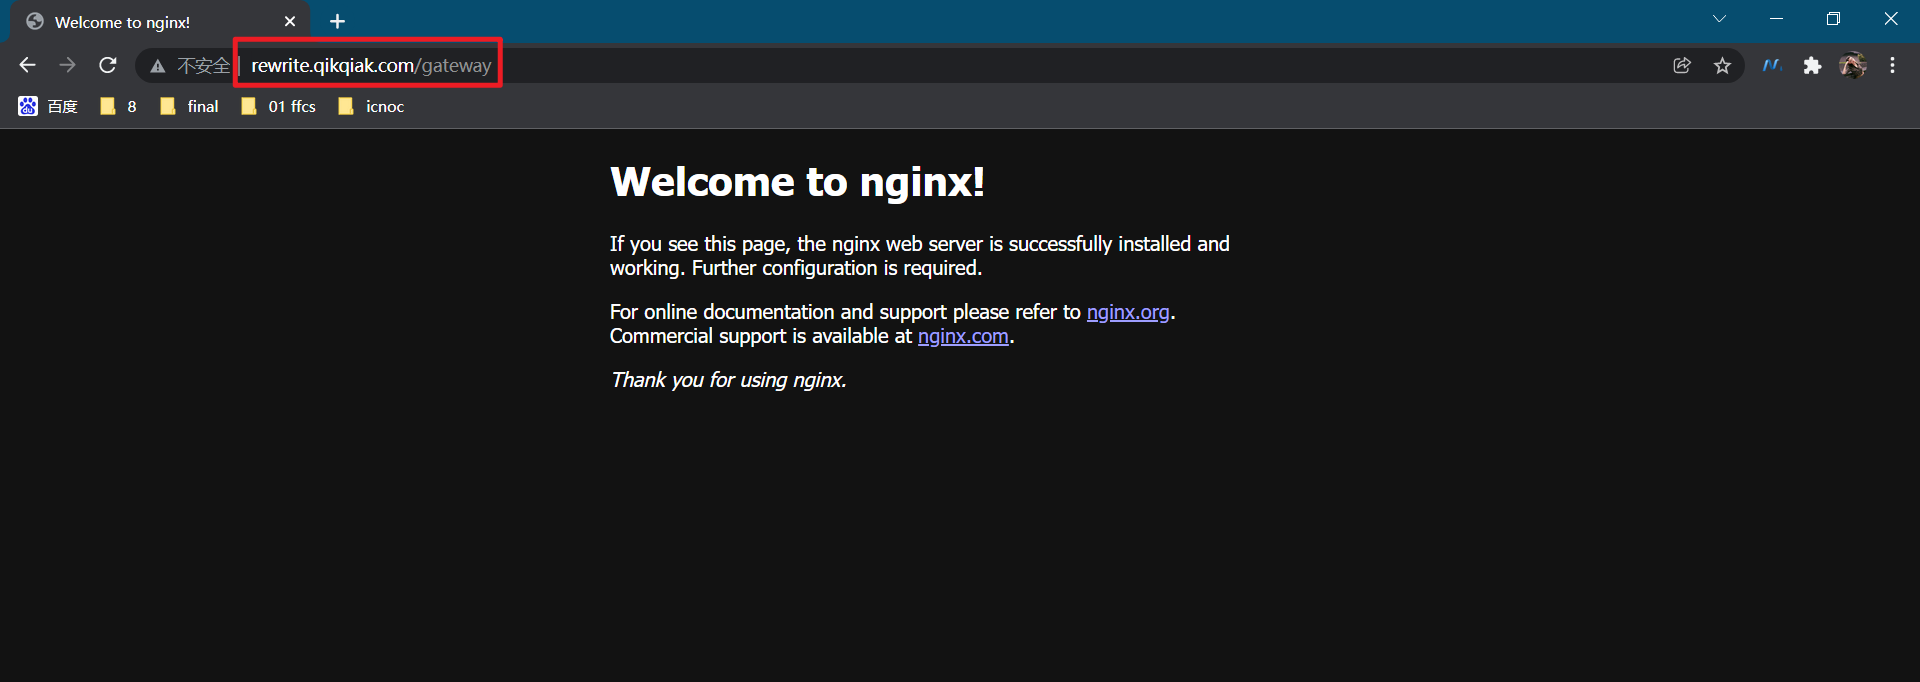 Welcome to nginx!
不安全 rewrite.qikqiak.com/gateway
百度 8 final 01 ffcs icnoc
Welcome to nginx!
If you see this page, the nginx web server is successfully installed and
working. Further configuration is required.
For online documentation and support please refer to nginx.org.
Commercial support is available at nginx.com.
Thank you for using nginx.